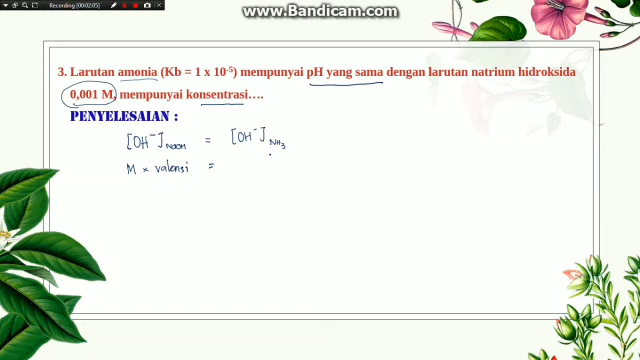 www.Bandicam.com
[00:02:05]
3. Larutan amonia (Kb = 1 x 10⁻⁵) mempunyai pH yang sama dengan larutan natrium hidroksida
0,001 M, mempunyai konsentrasi….
PENYELESAIAN :
[OH⁻]NaOH = [OH⁻]NH₃
M × valensi =